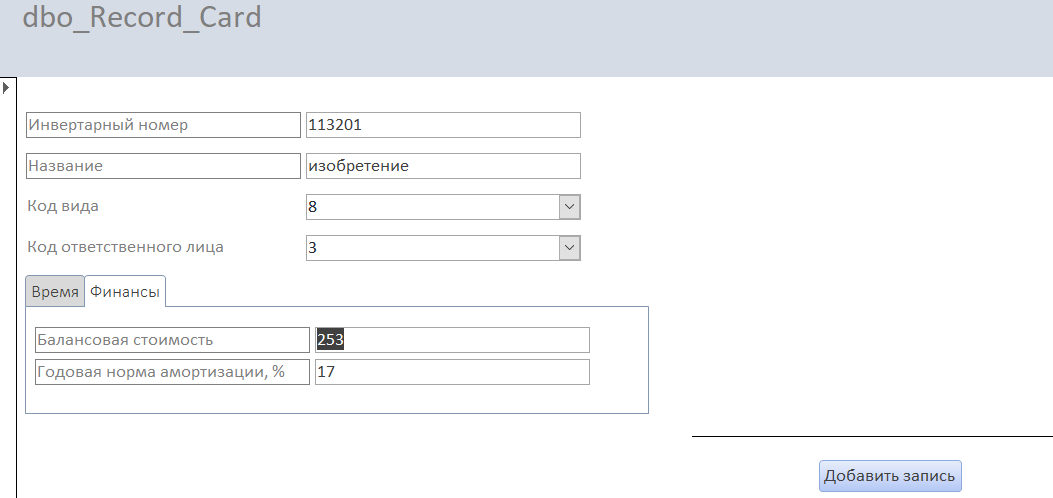 dbo_Record_Card
Инвертарный номер 113201
Название изобретение
Код вида 8
Код ответственного лица 3
Время Финансы
Балансовая стоимость 253
Годовая норма амортизации, % 17
Добавить запись